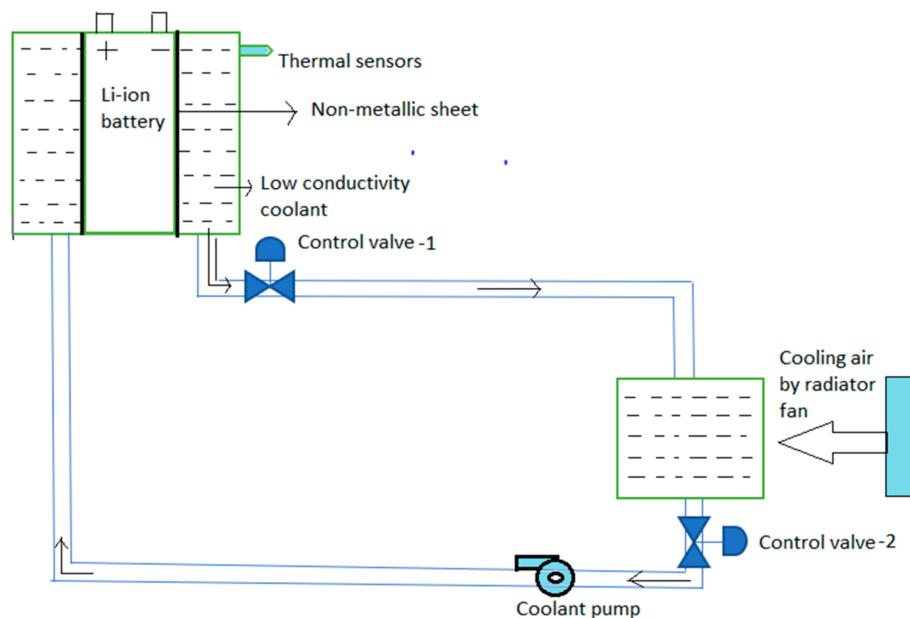 + −
Thermal sensors
Li-ion
battery
Non-metallic sheet
Low conductivity
coolant
Control valve -1
Cooling air
by radiator
fan
Control valve -2
Coolant pump